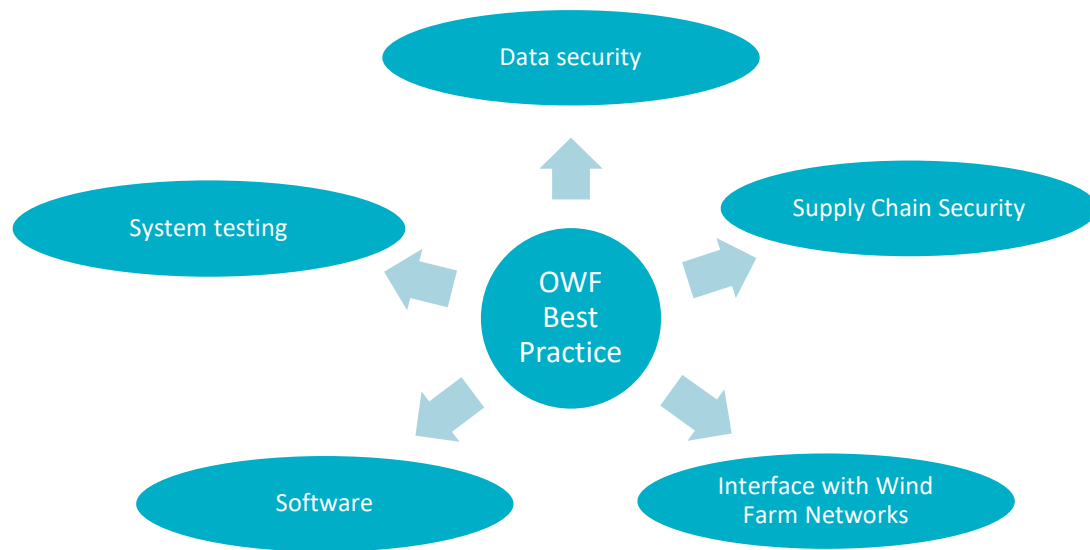 Data security
Supply Chain Security
System testing
OWF
Best
Practice
Software
Interface with Wind
Farm Networks